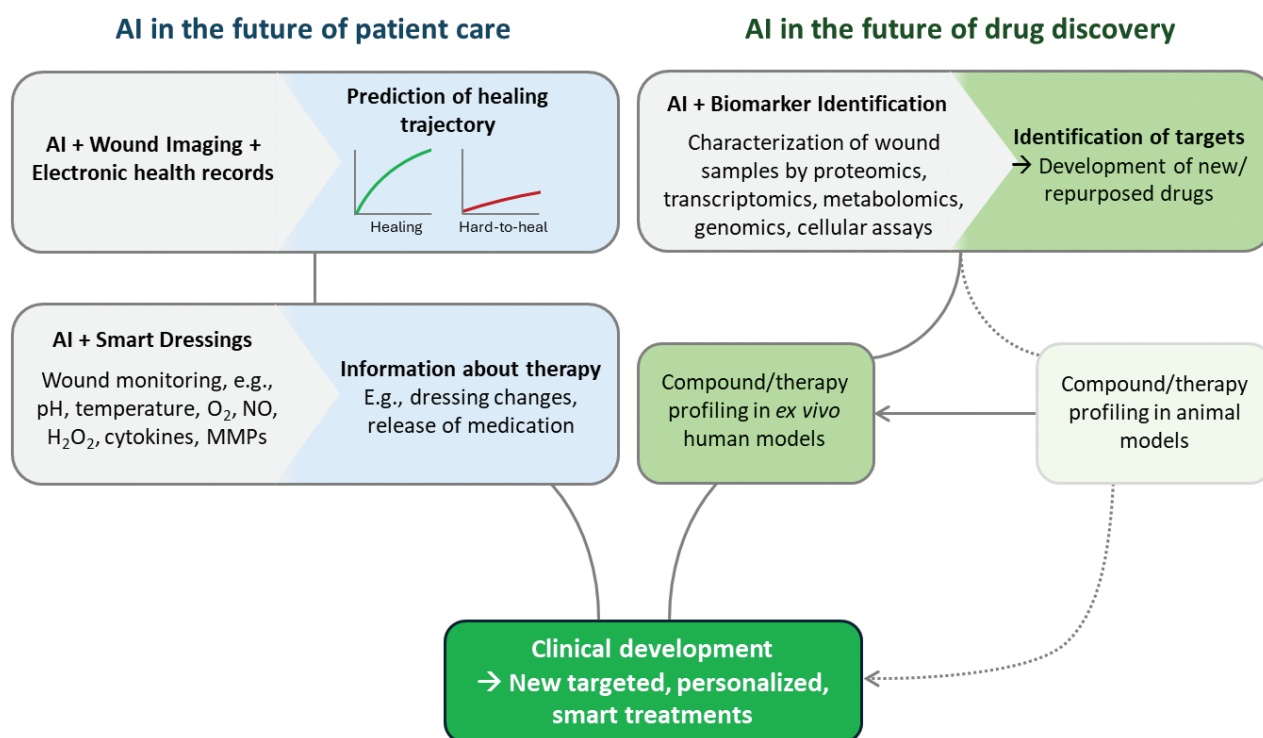 AI in the future of patient care
AI + Wound Imaging +
Electronic health records
Prediction of healing
trajectory
Healing
Hard-to-heal
AI + Smart Dressings
Wound monitoring, e.g.,
pH, temperature, O₂, NO,
H₂O₂, cytokines, MMPs
Information about therapy
E.g., dressing changes,
release of medication
AI in the future of drug discovery
AI + Biomarker Identification
Characterization of wound
samples by proteomics,
transcriptomics, metabolomics,
genomics, cellular assays
Identification of targets
→ Development of new/
repurposed drugs
Compound/therapy
profiling in ex vivo
human models
Compound/therapy
profiling in animal
models
Clinical development
→ New targeted, personalized,
smart treatments